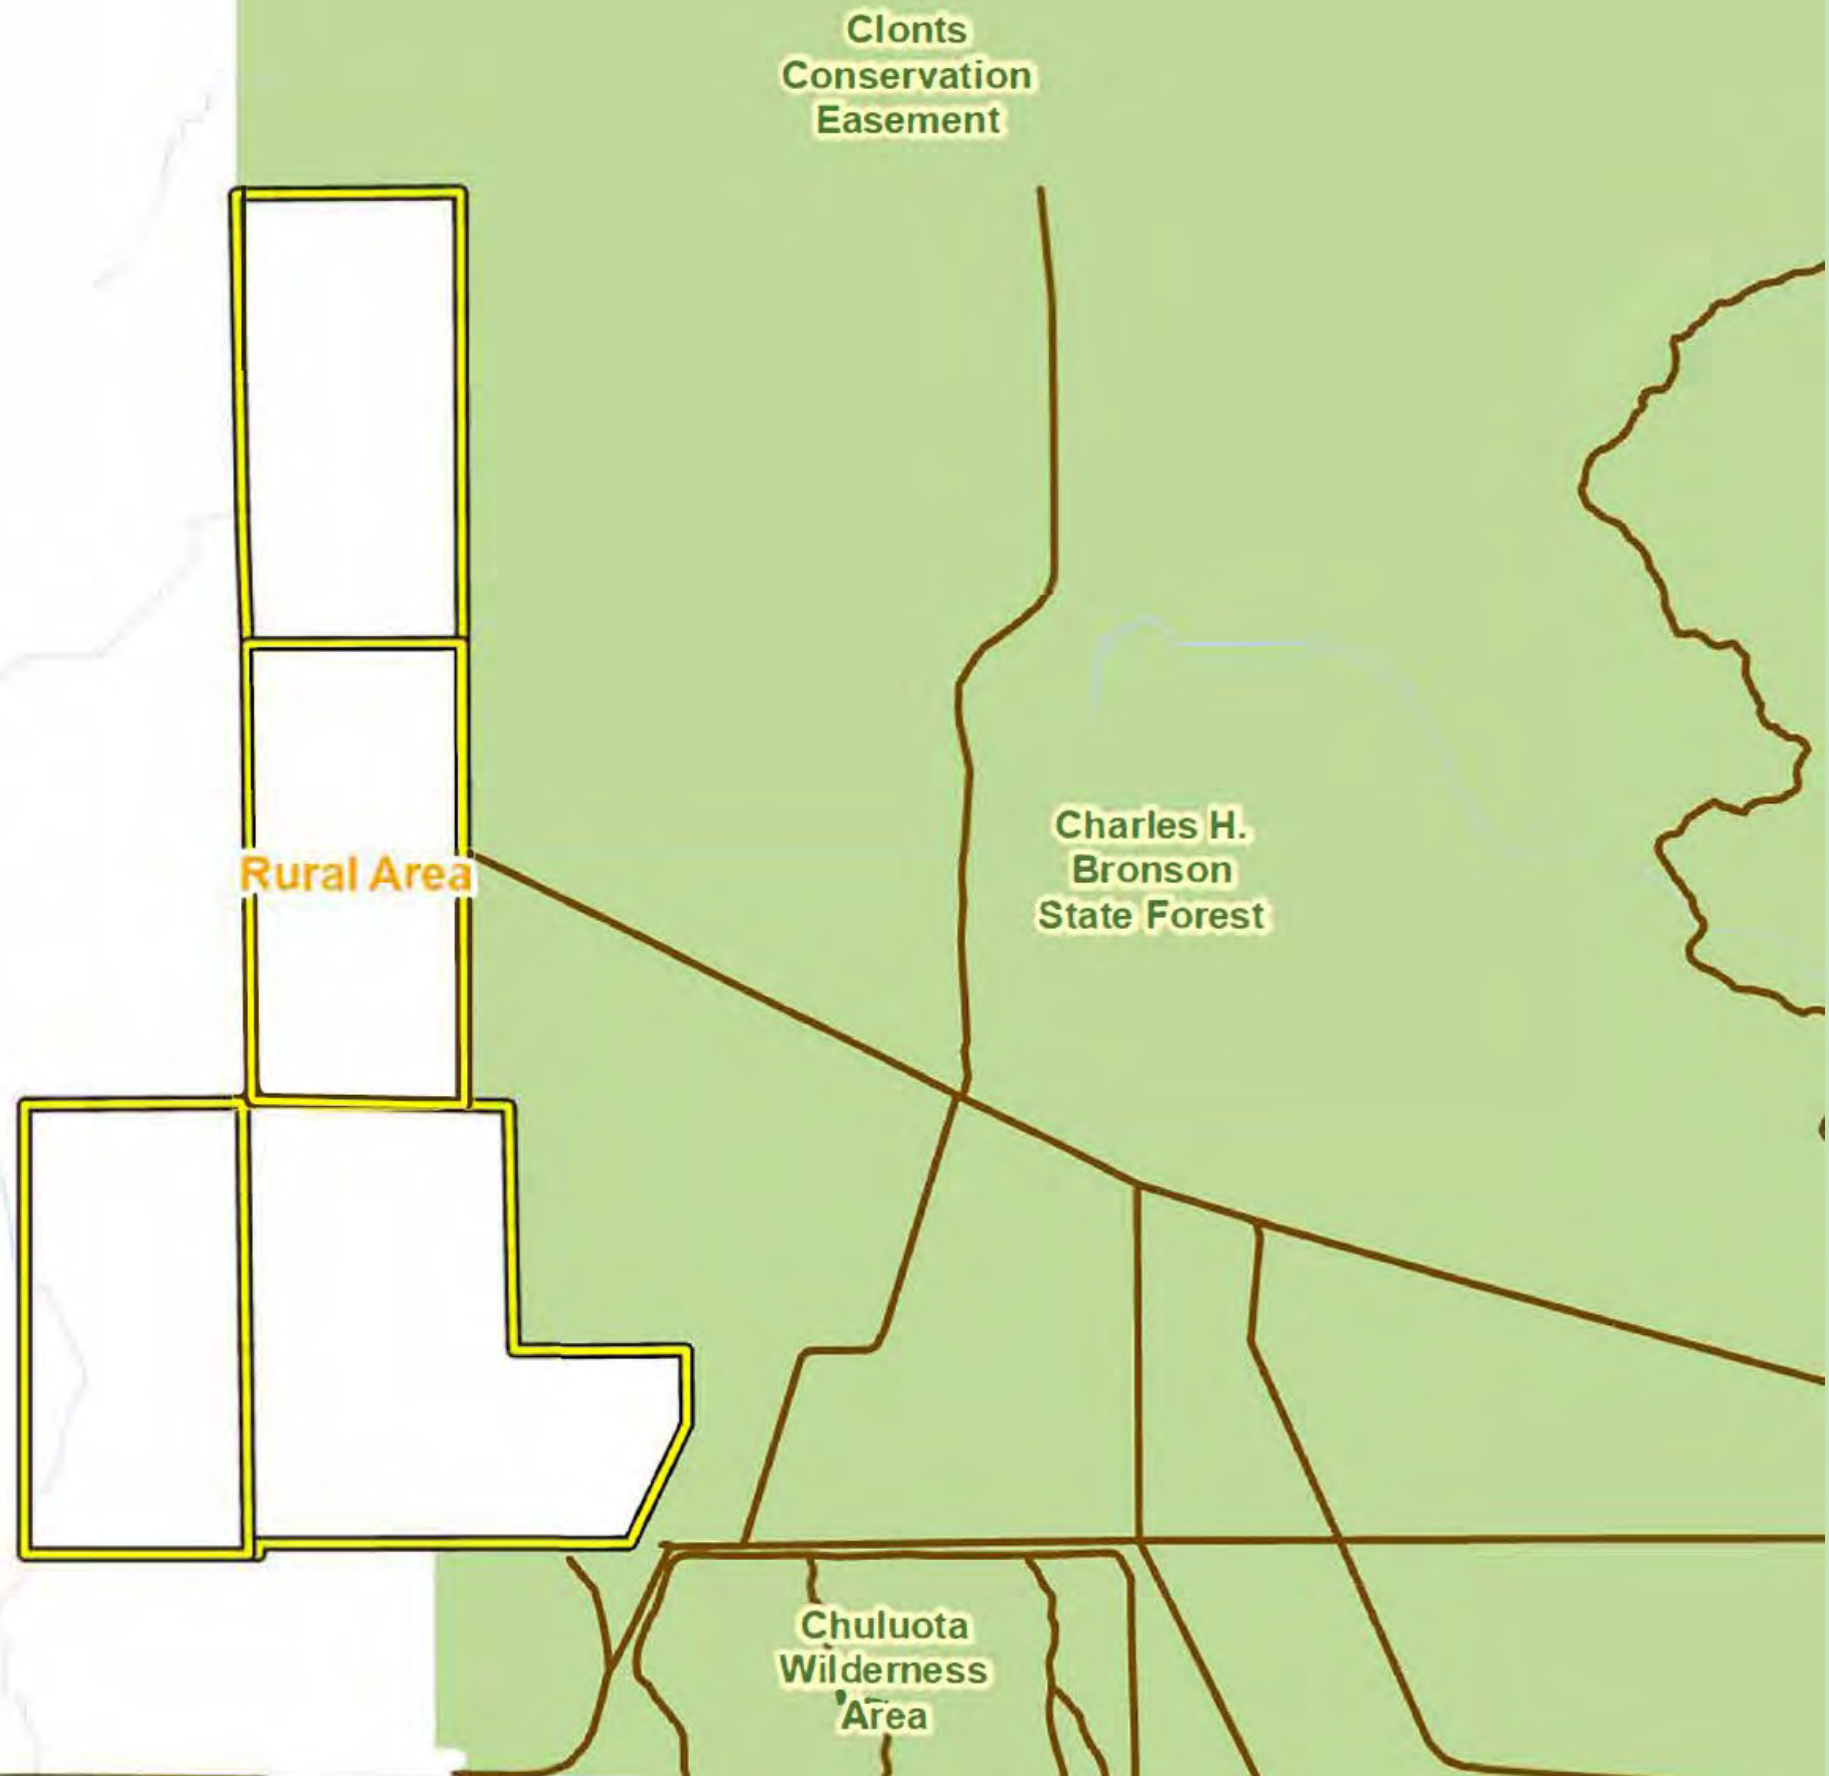 Clonts
Conservation
Easement
Rural Area
Charles H.
Bronson
State Forest
Chuluota
Wilderness
Area